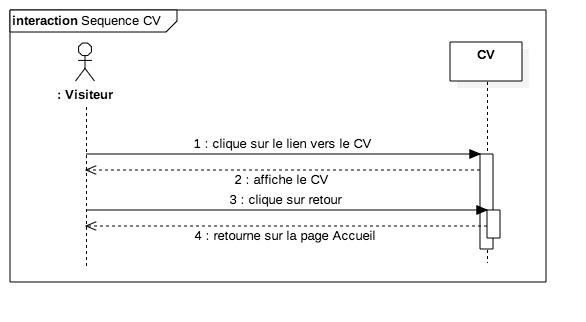 interaction Sequence CV
CV
: Visiteur
1 : clique sur le lien vers le CV
2 : affiche le CV
3 : clique sur retour
4 : retourne sur la page Accueil